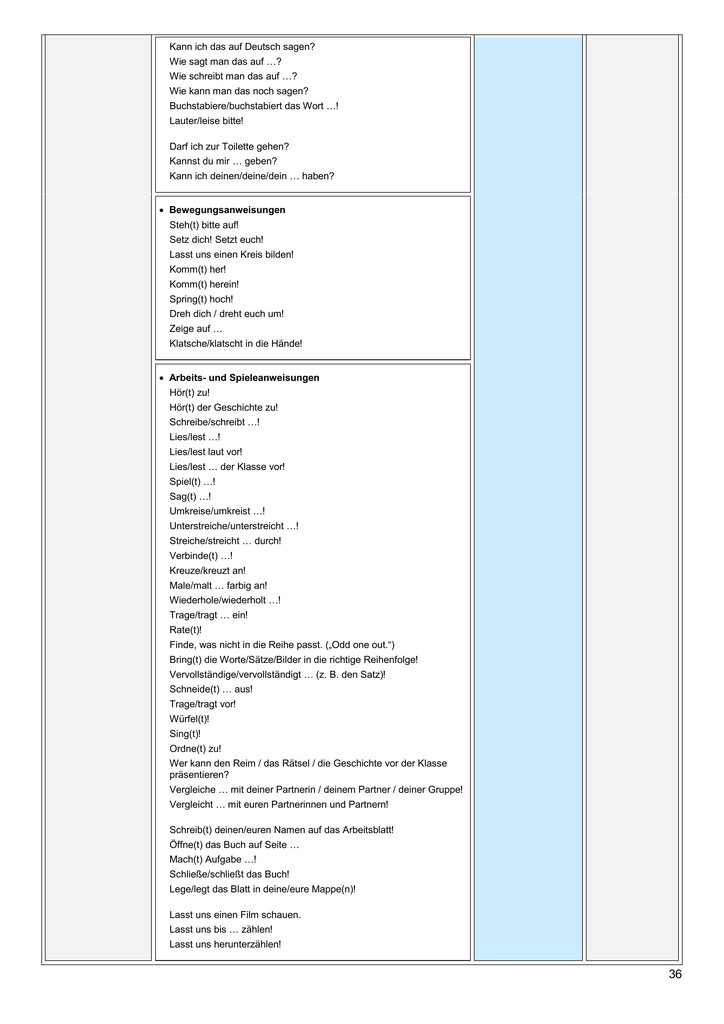 Kann ich das auf Deutsch sagen?
Wie sagt man das auf …?
Wie schreibt man das auf …?
Wie kann man das noch sagen?
Buchstabiere/buchstabiert das Wort …!
Lauter/leise bitte!
Darf ich zur Toilette gehen?
Kannst du mir … geben?
Kann ich deinen/deine/dein … haben?
• Bewegungsanweisungen
Steh(t) bitte auf!
Setz dich! Setzt euch!
Lasst uns einen Kreis bilden!
Komm(t) her!
Komm(t) herein!
Spring(t) hoch!
Dreh dich / dreht euch um!
Zeige auf …
Klatsche/klatscht in die Hände!
• Arbeits- und Spieleanweisungen
Hör(t) zu!
Hör(t) der Geschichte zu!
Schreibe/schreibt …!
Lies/lest …!
Lies/lest laut vor!
Lies/lest … der Klasse vor!
Spiel(t) …!
Sag(t) …!
Umkreise/umkreist …!
Unterstreiche/unterstreicht …!
Streiche/streicht … durch!
Verbinde(t) …!
Kreuze/kreuzt an!
Male/malt … farbig an!
Wiederhole/wiederholt …!
Trage/tragt … ein!
Rate(t)!
Finde, was nicht in die Reihe passt. („Odd one out.“)
Bring(t) die Worte/Sätze/Bilder in die richtige Reihenfolge!
Vervollständige/vervollständigt … (z. B. den Satz)!
Schneide(t) … aus!
Trage/tragt vor!
Würfel(t)!
Sing(t)!
Ordne(t) zu!
Wer kann den Reim / das Rätsel / die Geschichte vor der Klasse
präsentieren?
Vergleiche … mit deiner Partnerin / deinem Partner / deiner Gruppe!
Vergleicht … mit euren Partnerinnen und Partnern!
Schreib(t) deinen/euren Namen auf das Arbeitsblatt!
Öffne(t) das Buch auf Seite …
Mach(t) Aufgabe …!
Schließe/schließt das Buch!
Lege/legt das Blatt in deine/eure Mappe(n)!
Lasst uns einen Film schauen.
Lasst uns bis … zählen!
Lasst uns herunterzählen!
36